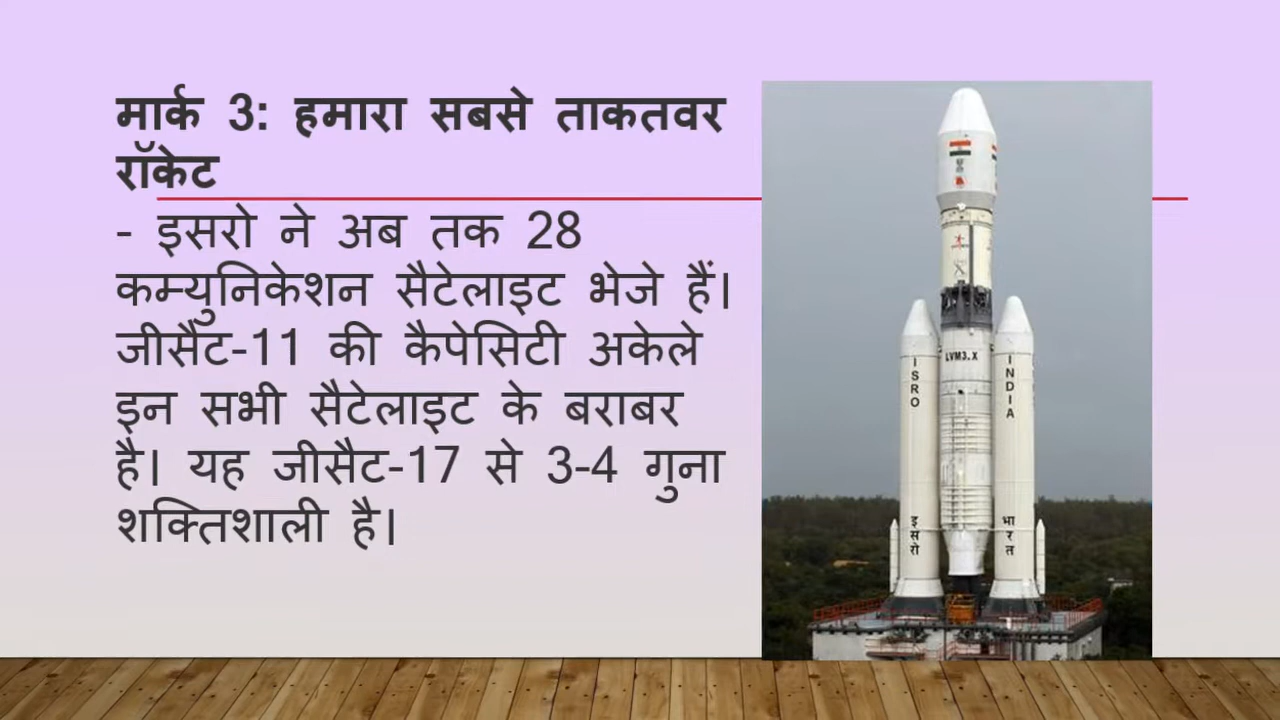 मार्क 3: हमारा सबसे ताकतवर
रॉकेट
- इसरो ने अब तक 28
कम्युनिकेशन सैटेलाइट भेजे हैं।
जीसैट-11 की कैपेसिटी अकेले
इन सभी सैटेलाइट के बराबर
है। यह जीसैट-17 से 3-4 गुना
शक्तिशाली है।
LVM3.X
ISRO
INDIA
इसरो
भारत